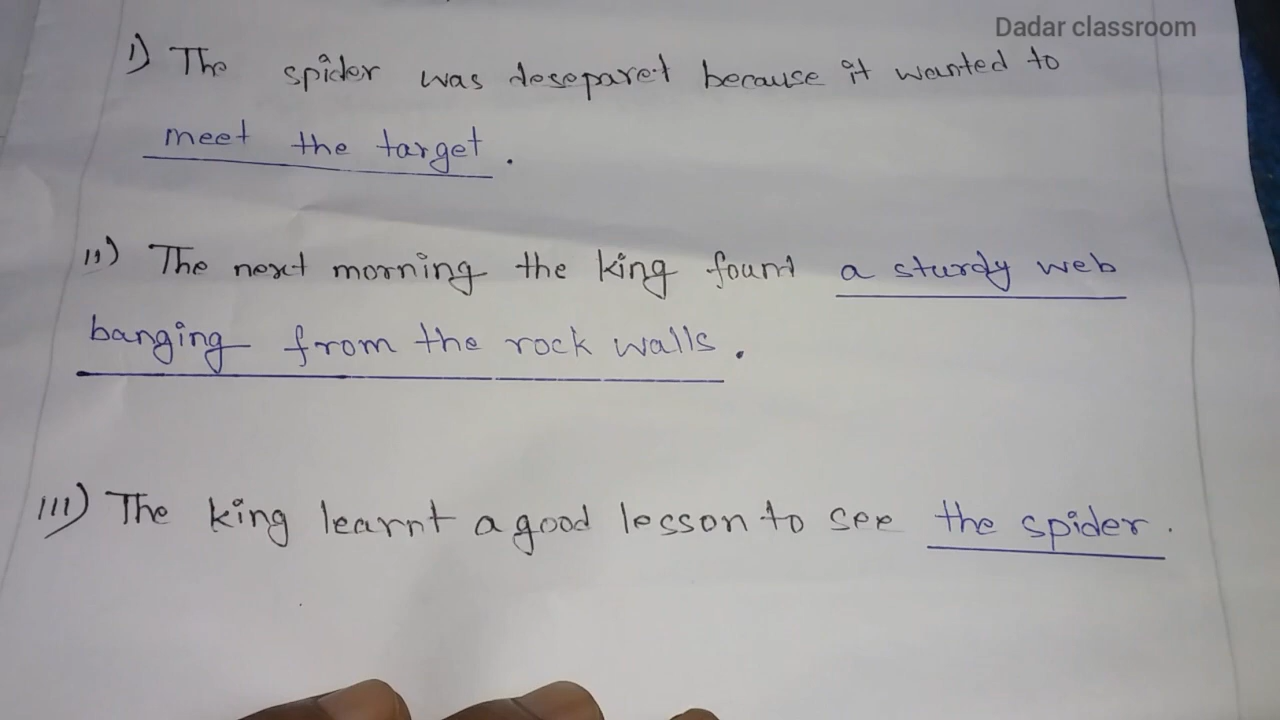 Dadar classroom
i) The spider was deseparet because it wanted to
meet the target.
ii) The next morning the king found a sturdy web
banging from the rock walls.
iii) The king learnt a good lesson to see the spider.